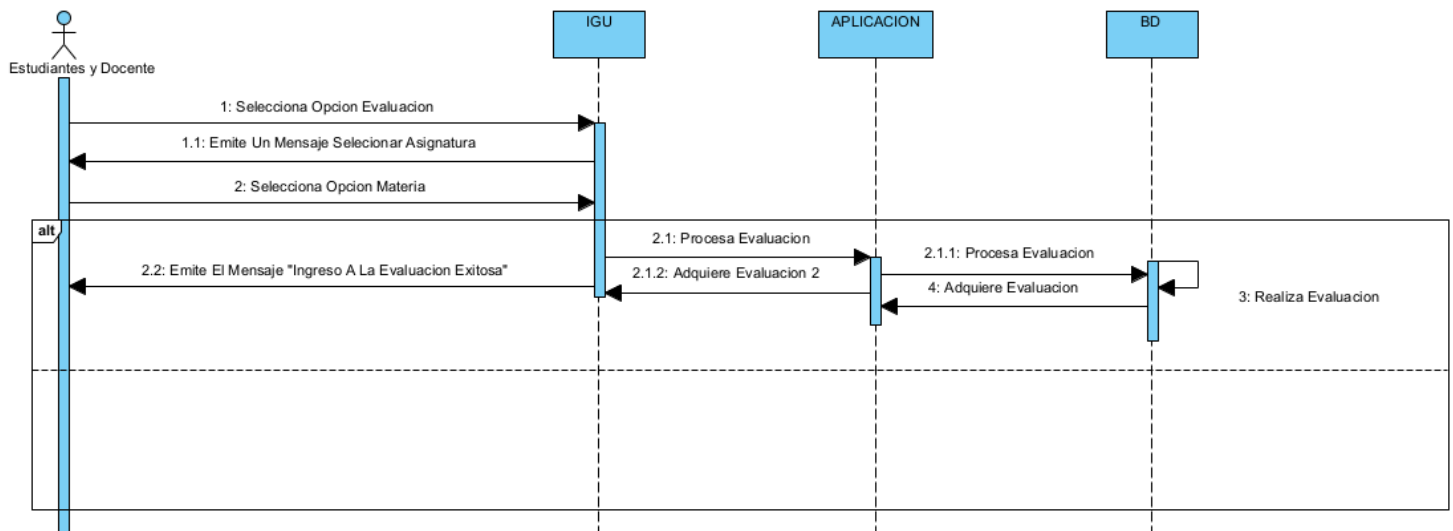 IGU
APLICACION
BD
Estudiantes y Docente
1: Selecciona Opcion Evaluacion
1.1: Emite Un Mensaje Selecionar Asignatura
2: Selecciona Opcion Materia
alt
2.1: Procesa Evaluacion
2.1.1: Procesa Evaluacion
2.2: Emite El Mensaje "Ingreso A La Evaluacion Exitosa"
2.1.2: Adquiere Evaluacion 2
4: Adquiere Evaluacion
3: Realiza Evaluacion